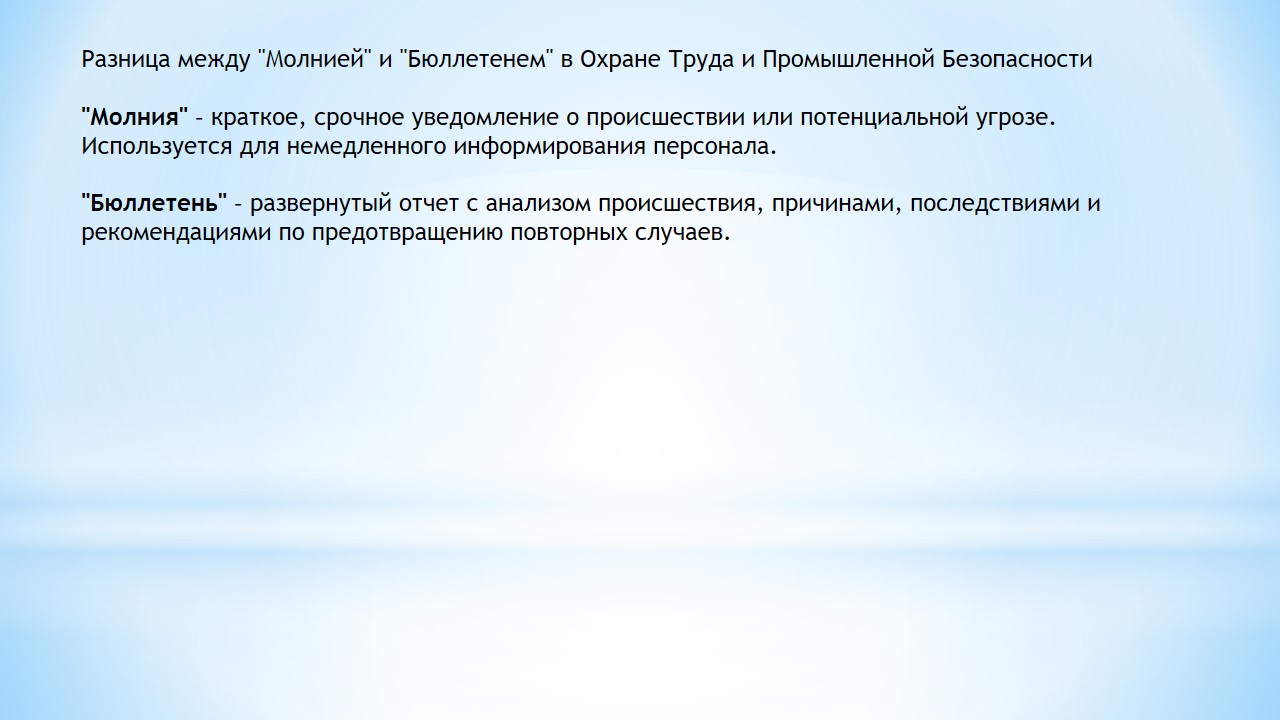 Разница между "Молнией" и "Бюллетенем" в Охране Труда и Промышленной Безопасности
"Молния" – краткое, срочное уведомление о происшествии или потенциальной угрозе.
Используется для немедленного информирования персонала.
"Бюллетень" – развернутый отчет с анализом происшествия, причинами, последствиями и
рекомендациями по предотвращению повторных случаев.